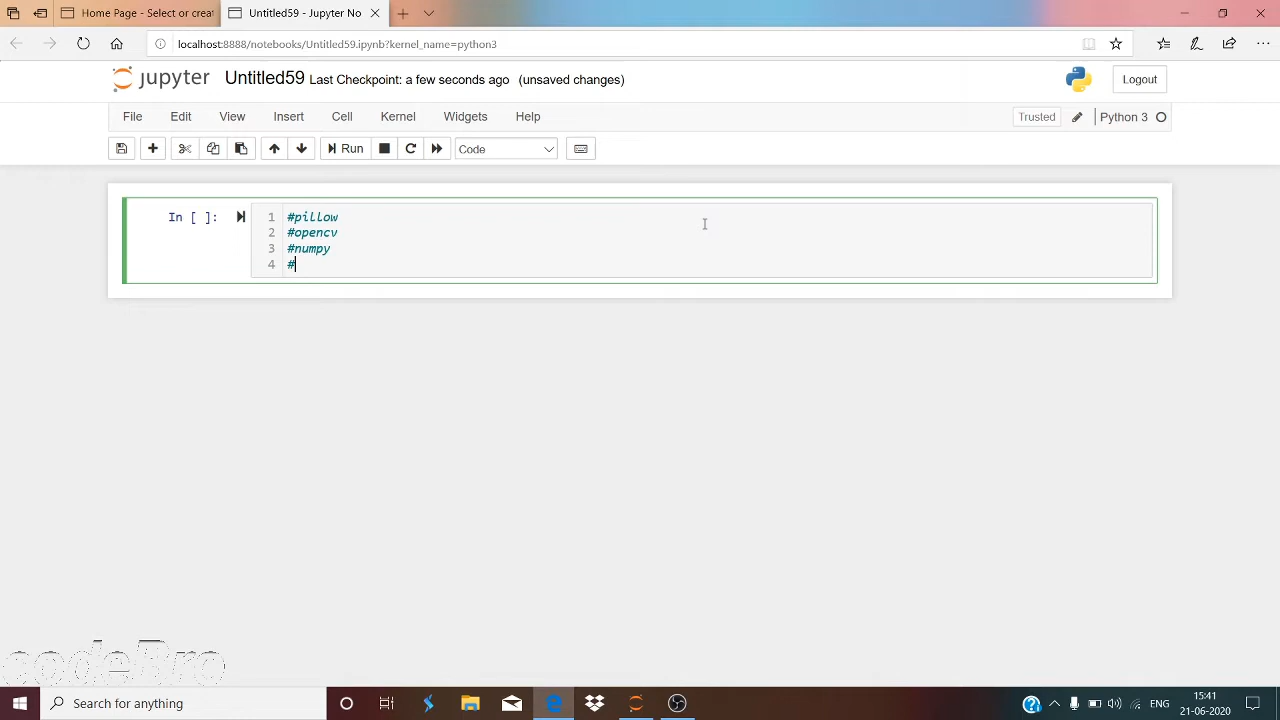 Home Page - Select or creat
Untitled59 - Jupyter No
localhost:8888/notebooks/Untitled59.ipynb?kernel_name=python3
jupyter Untitled59 Last Checkpoint: a few seconds ago (unsaved changes)
Logout
File Edit View Insert Cell Kernel Widgets Help
Trusted
Python 3
Run
Code
In [ ]:
1 #pillow
2 #opencv
3 #numpy
4 #
Search for anything
ENG
15:41
21-06-2020